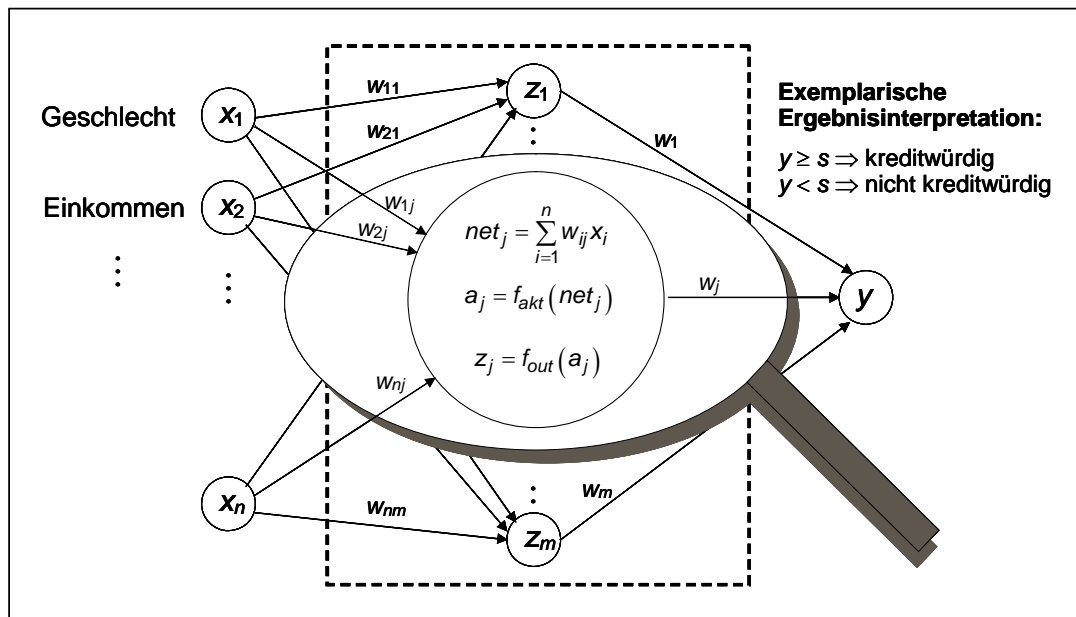 Geschlecht
x1
w11
w21
z1
⋮
w1
Exemplarische
Ergebnisinterpretation:
y ≥ s ⇒ kreditwürdig
y < s ⇒ nicht kreditwürdig
Einkommen
x2
w1j
w2j
⋮
⋮
netj = ∑i=1n wij xi
aj = fakt(netj)
zj = fout(aj)
wj
y
wnj
xn
wnm
⋮
zm
wm